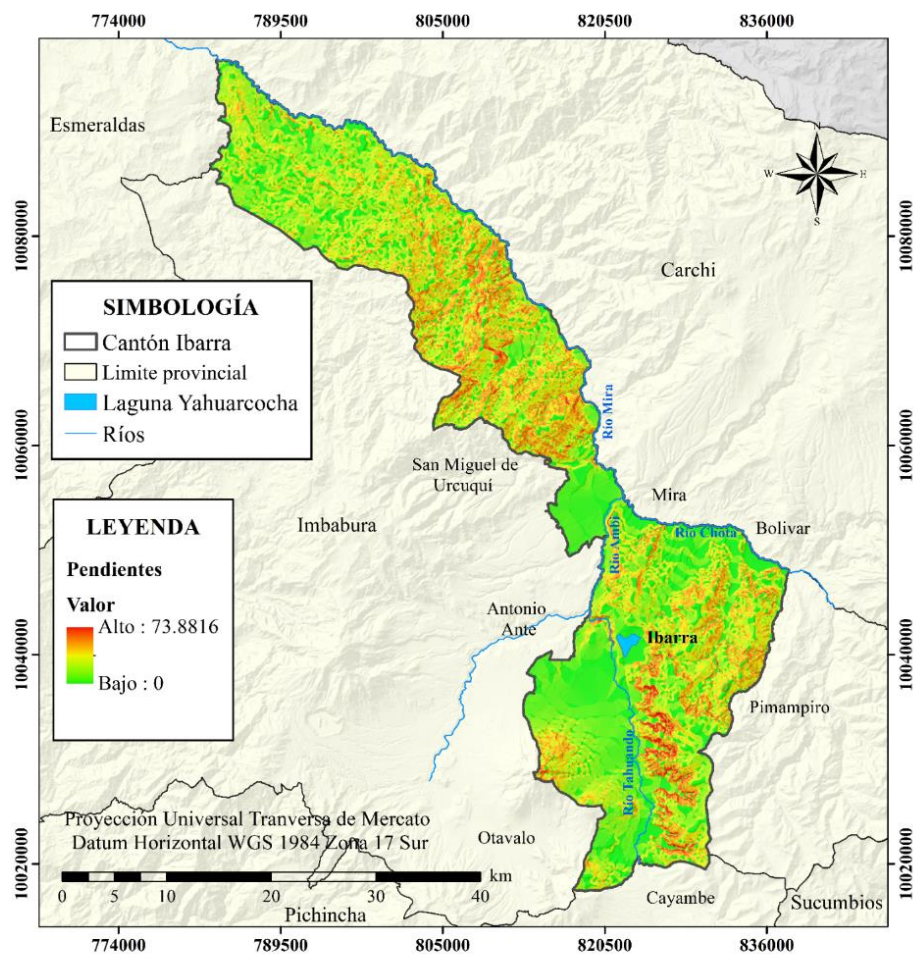 774000 789500 805000 820500 836000
Esmeraldas
N
W E
S
10080000
10080000
Carchi
SIMBOLOGÍA
Cantón Ibarra
Limite provincial
Laguna Yahuarcocha
Ríos
Río Mira
10060000
10060000
San Miguel de
Urcuquí
Mira
LEYENDA
Imbabura
Bolivar
Río Chota
Río Ambi
Pendientes
Valor
Alto : 73.8816
Bajo : 0
Antonio
Ante
Ibarra
10040000
10040000
Pimampiro
Río Tahuando
Proyección Universal Tranversa de Mercato
Datum Horizontal WGS 1984 Zona 17 Sur
Otavalo
km
0 5 10 20 30 40
10020000
10020000
Cayambe
Sucumbios
Pichincha
774000 789500 805000 820500 836000